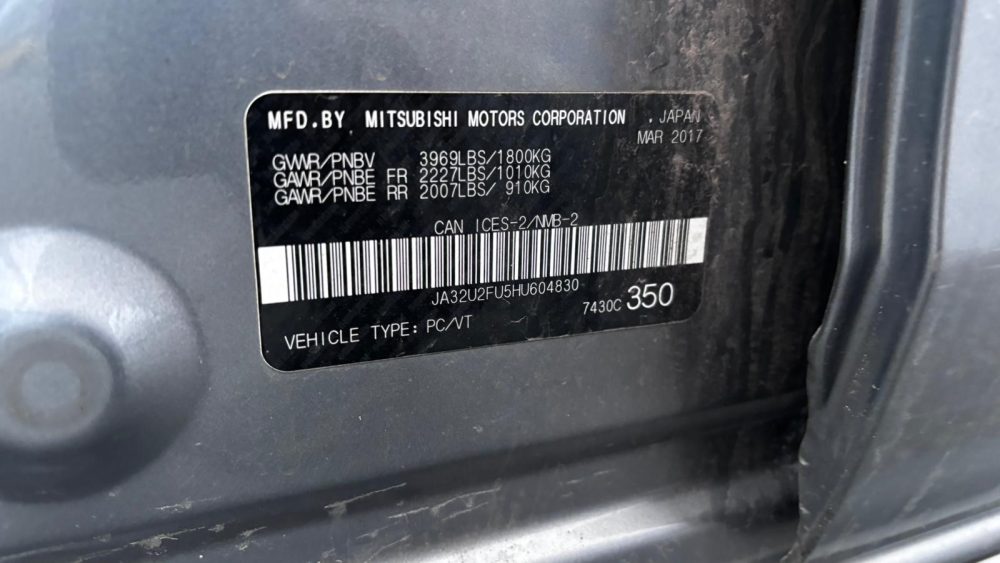 MFD.BY MITSUBISHI MOTORS CORPORATION . JAPAN
MAR 2017
GVWR/PNBV 3969LBS/1800KG
GAWR/PNBE FR 2227LBS/1010KG
GAWR/PNBE RR 2007LBS/ 910KG
CAN ICES-2/NMB-2
JA32U2FU5HU604830
7430C 350
VEHICLE TYPE: PC/VT